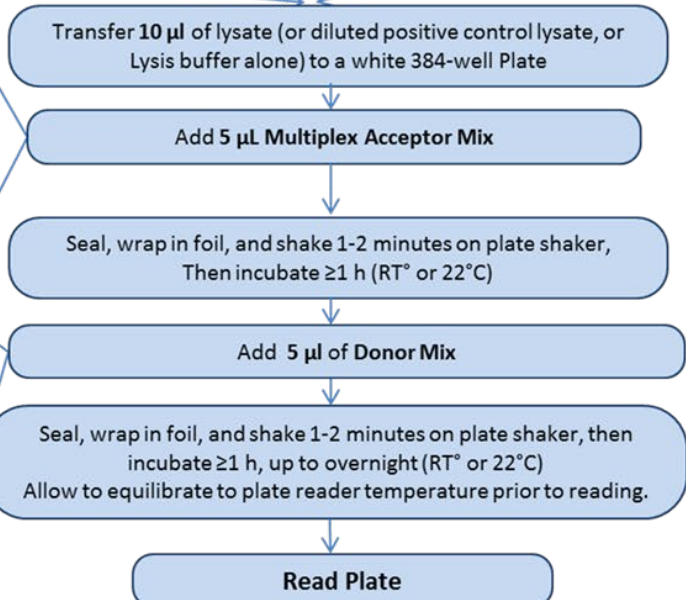 Transfer 10 µl of lysate (or diluted positive control lysate, or
Lysis buffer alone) to a white 384-well Plate
Add 5 µL Multiplex Acceptor Mix
Seal, wrap in foil, and shake 1-2 minutes on plate shaker,
Then incubate ≥1 h (RT° or 22°C)
Add 5 µl of Donor Mix
Seal, wrap in foil, and shake 1-2 minutes on plate shaker, then
incubate ≥1 h, up to overnight (RT° or 22°C)
Allow to equilibrate to plate reader temperature prior to reading.
Read Plate